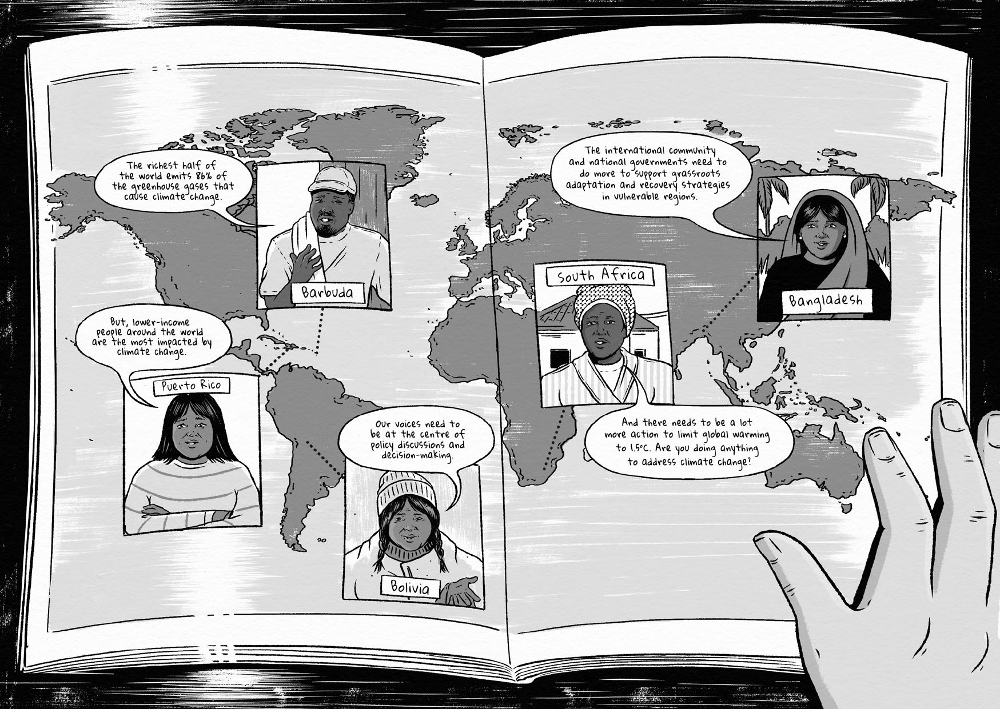 The richest half of
the world emits 86% of
the greenhouse gases that
cause climate change.
Barbuda
But, lower-income
people around the world
are the most impacted by
climate change.
Puerto Rico
Our voices need to
be at the centre of
policy discussions and
decision-making.
Bolivia
The international community
and national governments need to
do more to support grassroots
adaptation and recovery strategies
in vulnerable regions.
Bangladesh
South Africa
And there needs to be a lot
more action to limit global warming
to 1.5°C. Are you doing anything
to address climate change?
24